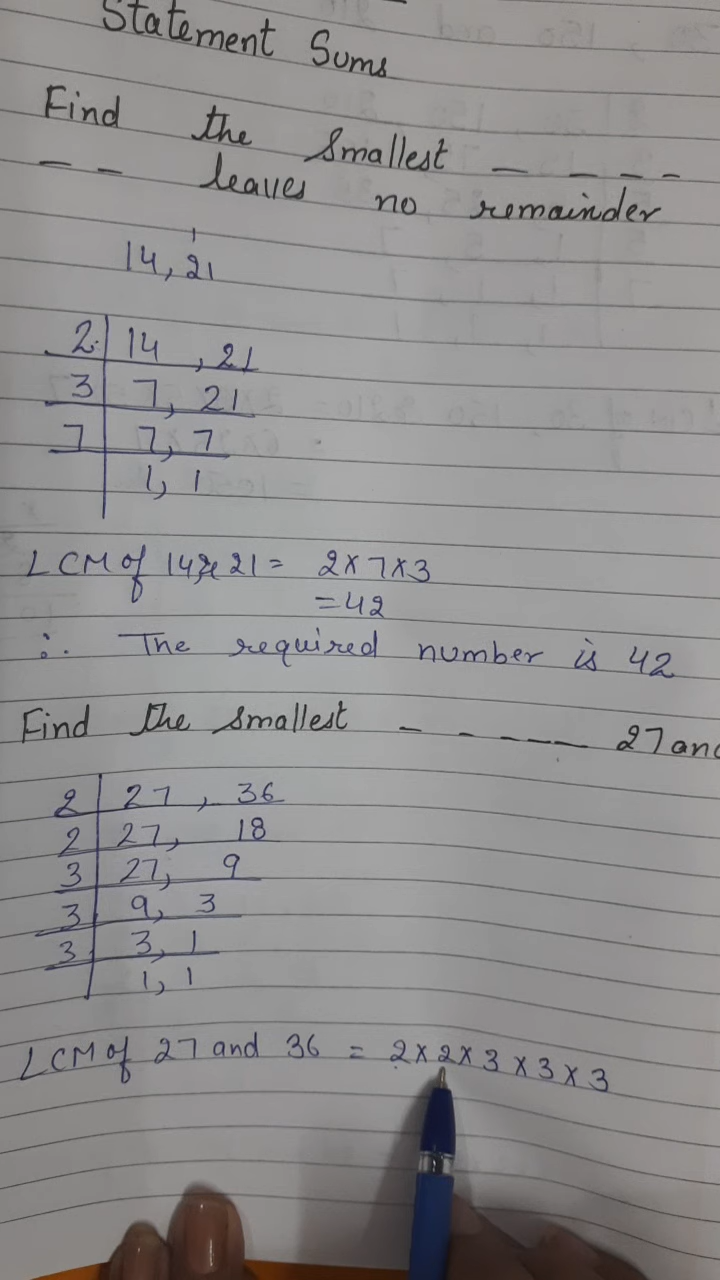 Statement Sums
Find the smallest _ _ _ _
_ _ leaves no remainder
14, 21
2 | 14 , 21
3 | 7, 21
7 | 7, 7
1, 1
LCM of 14 & 21 = 2 x 7 x 3
= 42
∴ The required number is 42
Find the smallest _ _ _ _ _ 27 and
2 | 27 , 36
2 | 27, 18
3 | 27, 9
3 | 9, 3
3 | 3, 1
1, 1
LCM of 27 and 36 = 2 x 2 x 3 x 3 x 3